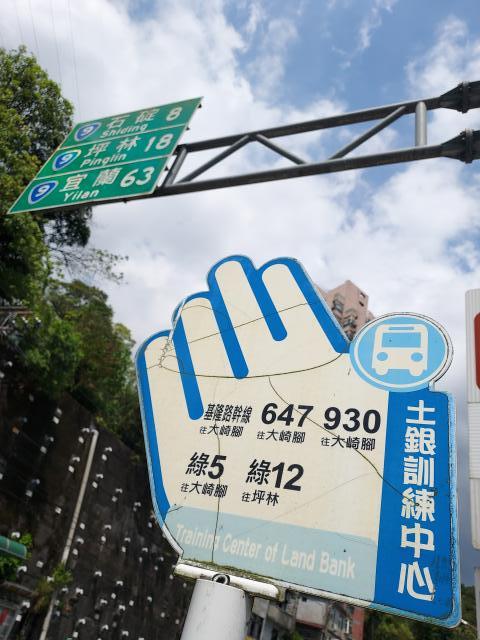 9 石碇 8
Shiding
9 坪林 18
Pinglin
9 宜蘭 63
Yilan
基隆路幹線 647 930
往大崎腳 往大崎腳 往大崎腳
綠5 綠12
往大崎腳 往坪林
Training Center of Land Bank
土銀訓練中心